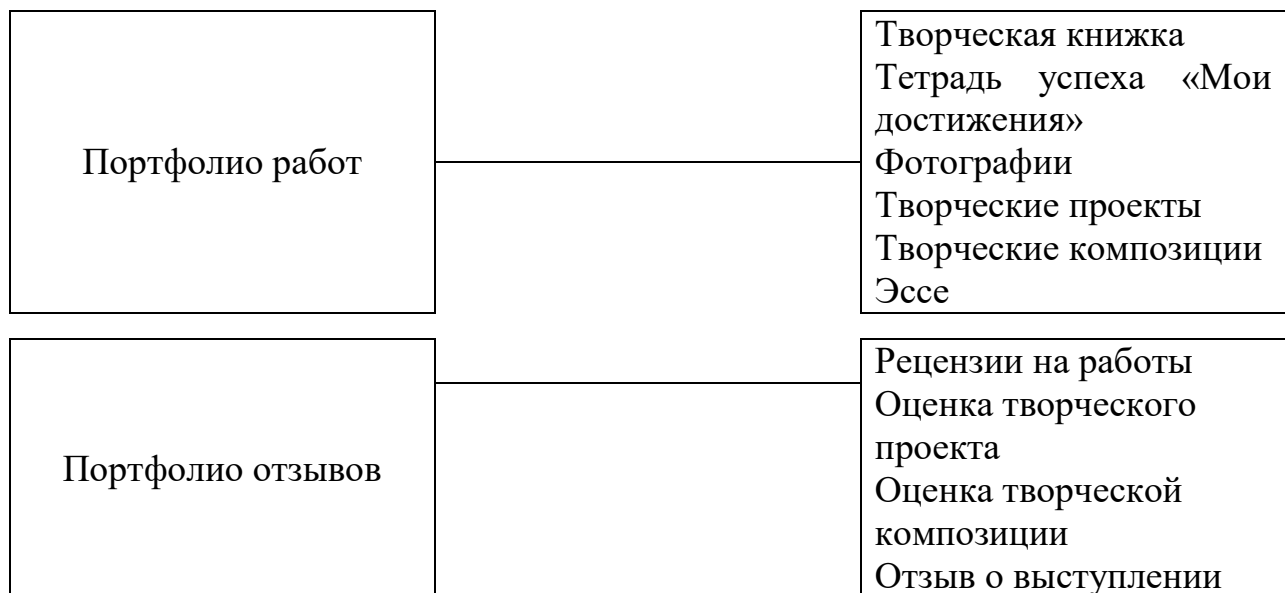 Портфолио работ
Творческая книжка
Тетрадь успеха «Мои
достижения»
Фотографии
Творческие проекты
Творческие композиции
Эссе
Портфолио отзывов
Рецензии на работы
Оценка творческого
проекта
Оценка творческой
композиции
Отзыв о выступлении